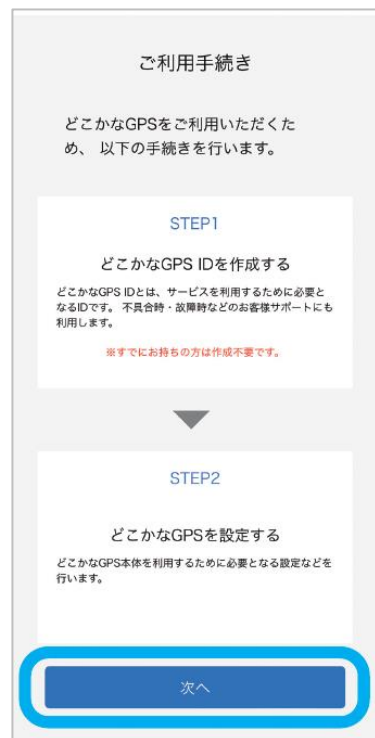 ご利用手続き
どこかなGPSをご利用いただくた
め、 以下の手続きを行います。
STEP1
どこかなGPS IDを作成する
どこかなGPS IDとは、サービスを利用するために必要と
なるIDです。 不具合時・故障時などのお客様サポートにも
利用します。
※すでにお持ちの方は作成不要です。
STEP2
どこかなGPSを設定する
どこかなGPS本体を利用するために必要となる設定などを
行います。
次へ